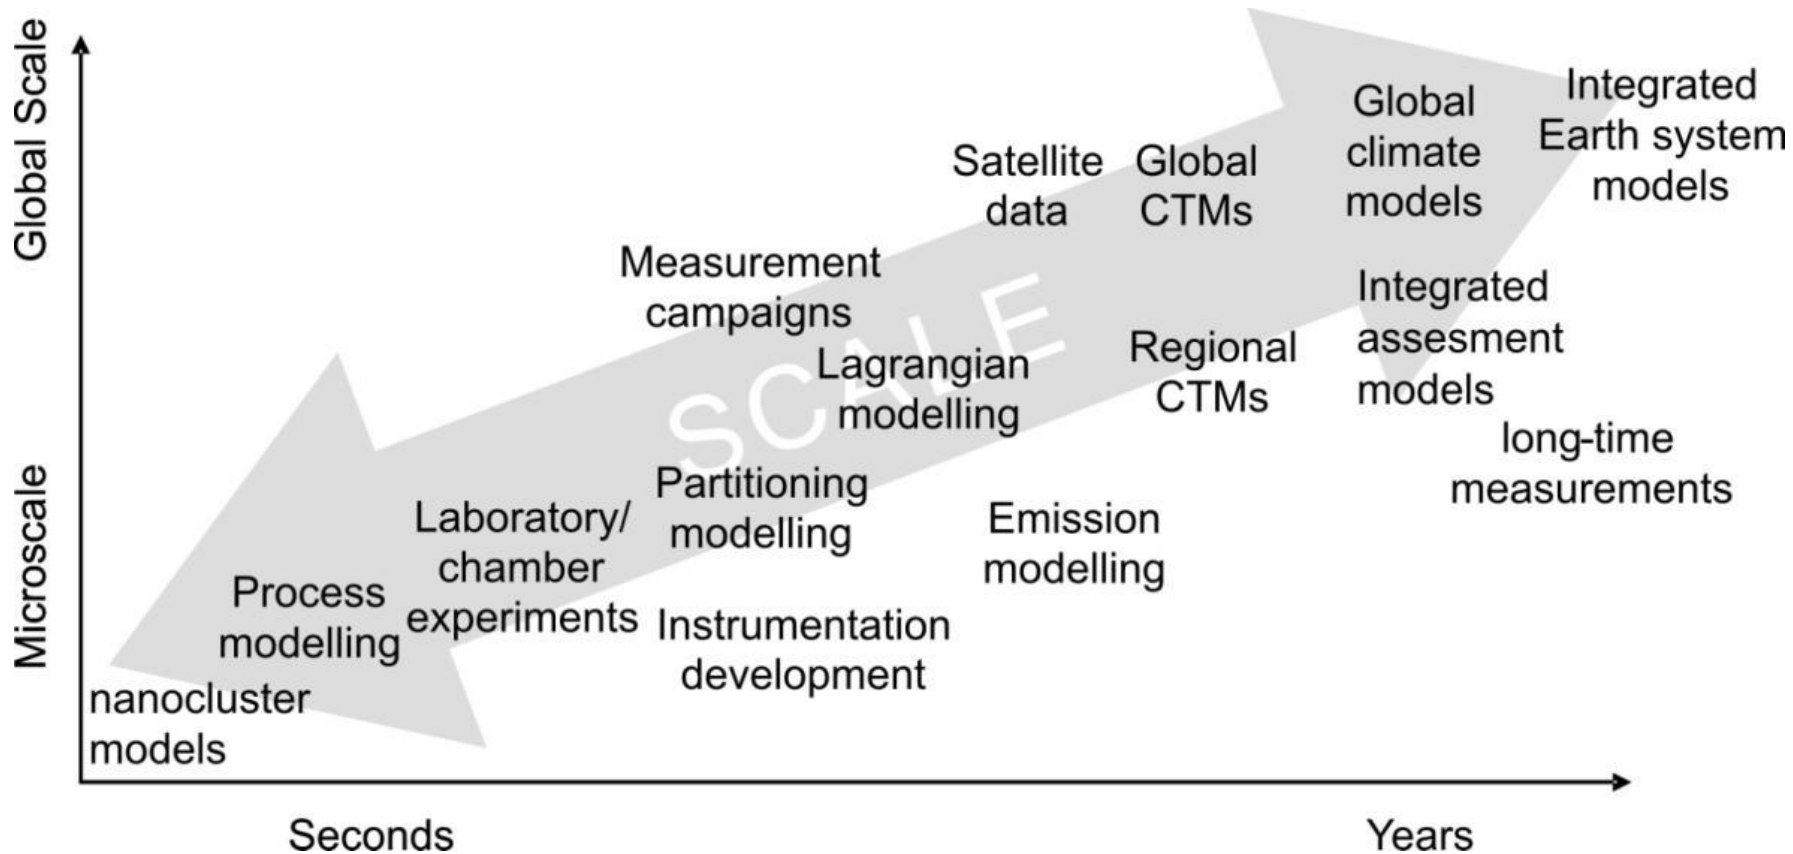 Global Scale
Microscale
Integrated
Earth system
models
Global
climate
models
Satellite
data
Global
CTMs
Measurement
campaigns
Integrated
assesment
models
Regional
CTMs
Lagrangian
modelling
SCALE
long-time
measurements
Partitioning
modelling
Laboratory/
chamber
experiments
Emission
modelling
Process
modelling
Instrumentation
development
nanocluster
models
Seconds
Years